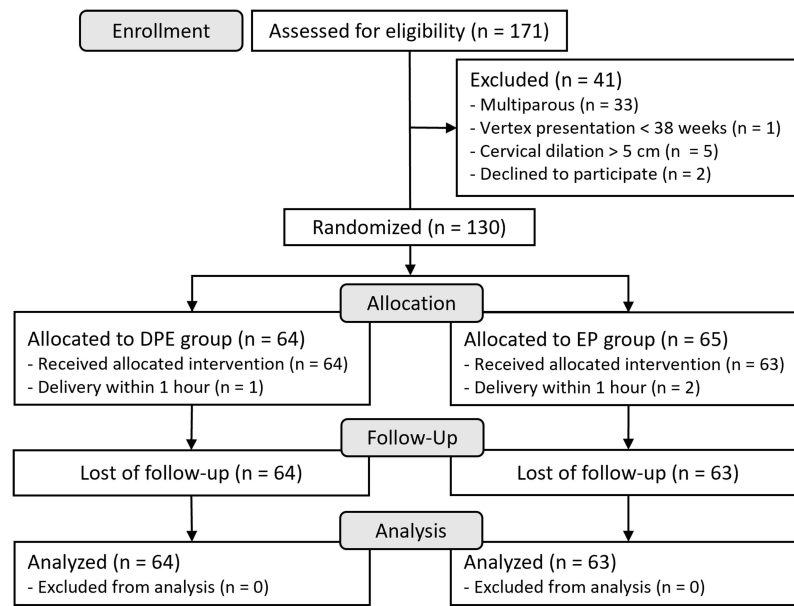 Enrollment
Assessed for eligibility (n = 171)
Excluded (n = 41)
- Multiparous (n = 33)
- Vertex presentation < 38 weeks (n = 1)
- Cervical dilation > 5 cm (n = 5)
- Declined to participate (n = 2)
Randomized (n = 130)
Allocation
Allocated to DPE group (n = 64)
- Received allocated intervention (n = 64)
- Delivery within 1 hour (n = 1)
Allocated to EP group (n = 65)
- Received allocated intervention (n = 63)
- Delivery within 1 hour (n = 2)
Follow-Up
Lost of follow-up (n = 64)
Lost of follow-up (n = 63)
Analysis
Analyzed (n = 64)
- Excluded from analysis (n = 0)
Analyzed (n = 63)
- Excluded from analysis (n = 0)